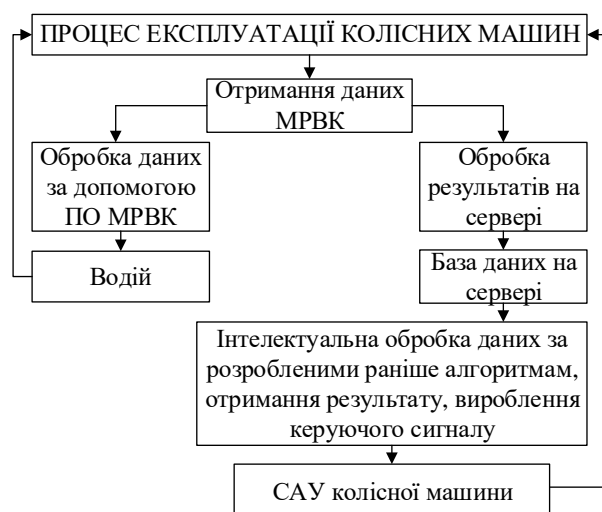 ПРОЦЕС ЕКСПЛУАТАЦІЇ КОЛІСНИХ МАШИН
Отримання даних
МРВК
Обробка даних
за допомогою
ПО МРВК
Водій
Обробка
результатів на
сервері
База даних на
сервері
Інтелектуальна обробка даних за
розробленими раніше алгоритмам,
отримання результату, вироблення
керуючого сигналу
САУ колісної машини